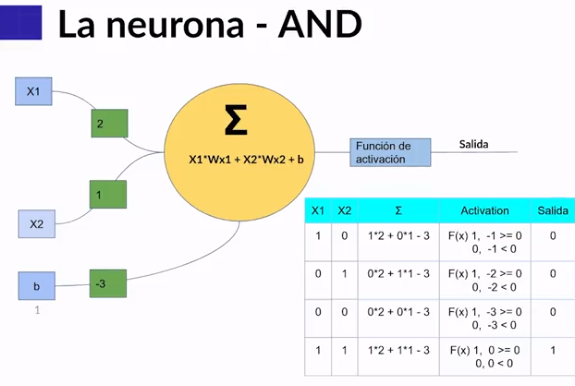 La neurona - AND
X1
2
Σ
X1*Wx1 + X2*Wx2 + b
Función de
activación
Salida
1
X2
b
-3
1
X1 X2 Σ Activation Salida
1 0 1*2 + 0*1 - 3 F(x) 1, -1 >= 0 0
0, -1 < 0
0 1 0*2 + 1*1 - 3 F(x) 1, -2 >= 0 0
0, -2 < 0
0 0 0*2 + 0*1 - 3 F(x) 1, -3 >= 0 0
0, -3 < 0
1 1 1*2 + 1*1 - 3 F(x) 1, 0 >= 0 1
0, 0 < 0